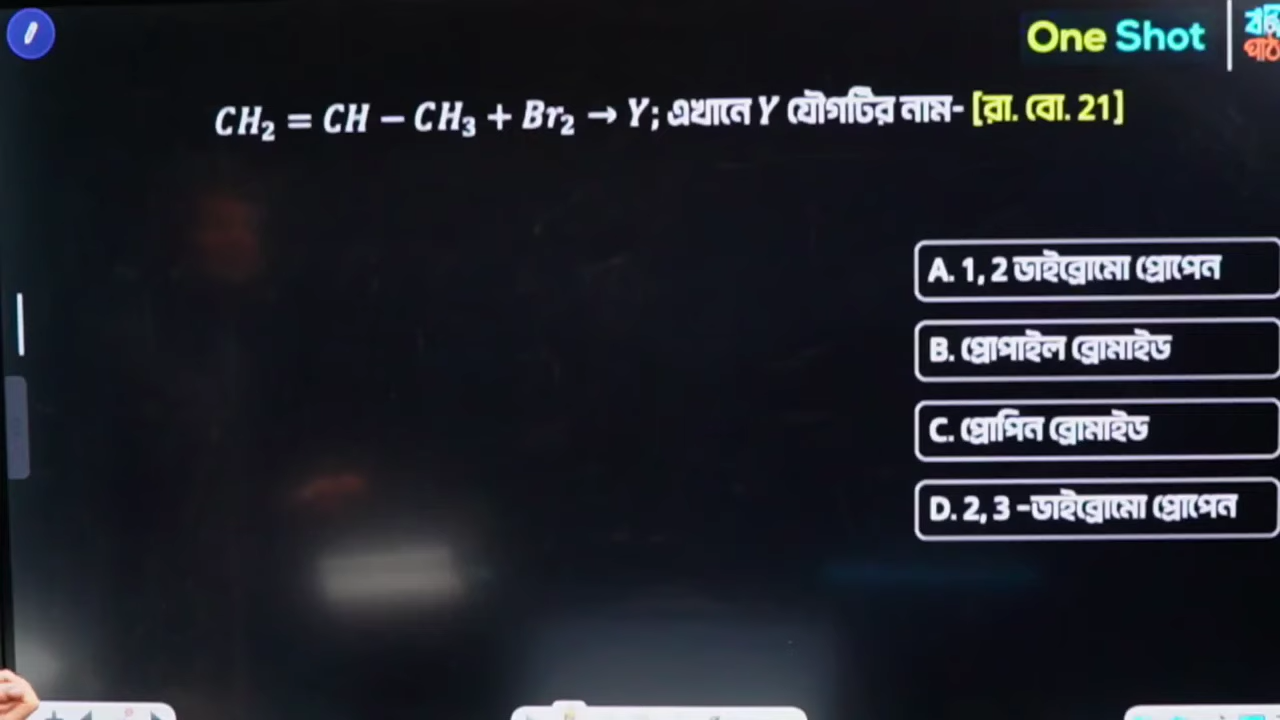 One Shot
CH₂ = CH − CH₃ + Br₂ → Y; এখানে Y যৌগটির নাম- [রা. বো. 21]
A. 1, 2 ডাইব্রোমো প্রোপেন
B. প্রোপাইল ব্রোমাইড
C. প্রোপিন ব্রোমাইড
D. 2, 3 -ডাইব্রোমো প্রোপেন